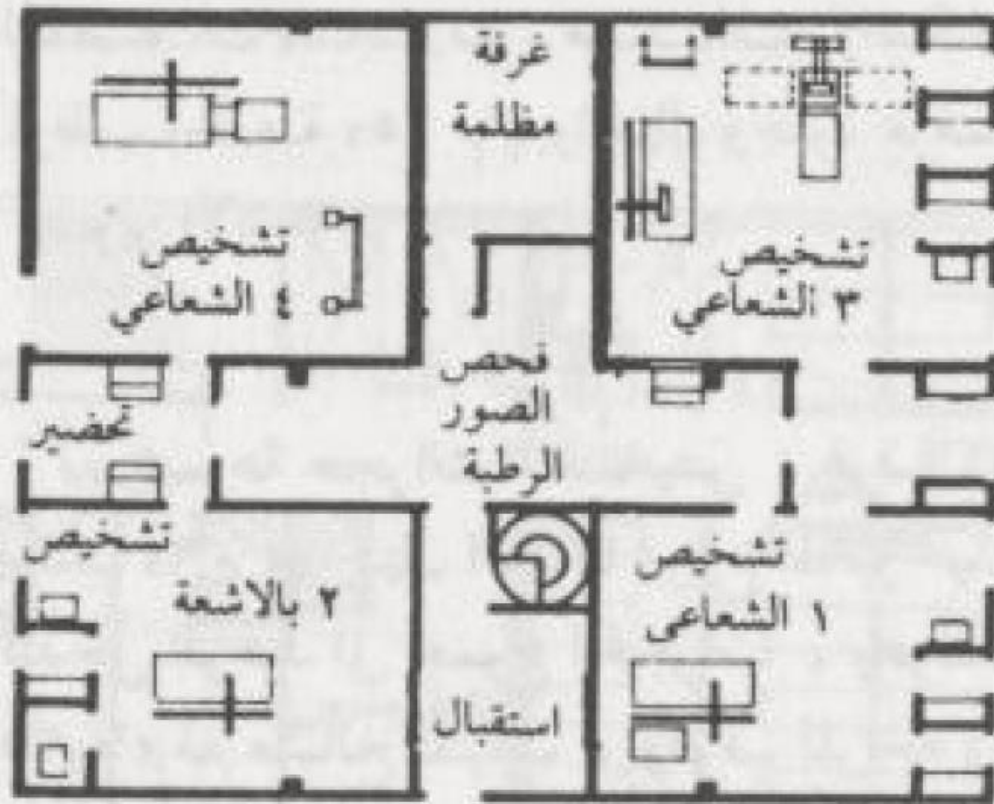 غرفة
مظلمة
تشخيص
٣ الشعاعي
تشخيص
٤ الشعاعي
فحص
الصور
الرطبة
تحضير
تشخيص
١ الشعاعى
تشخيص
٢ بالاشعة
استقبال